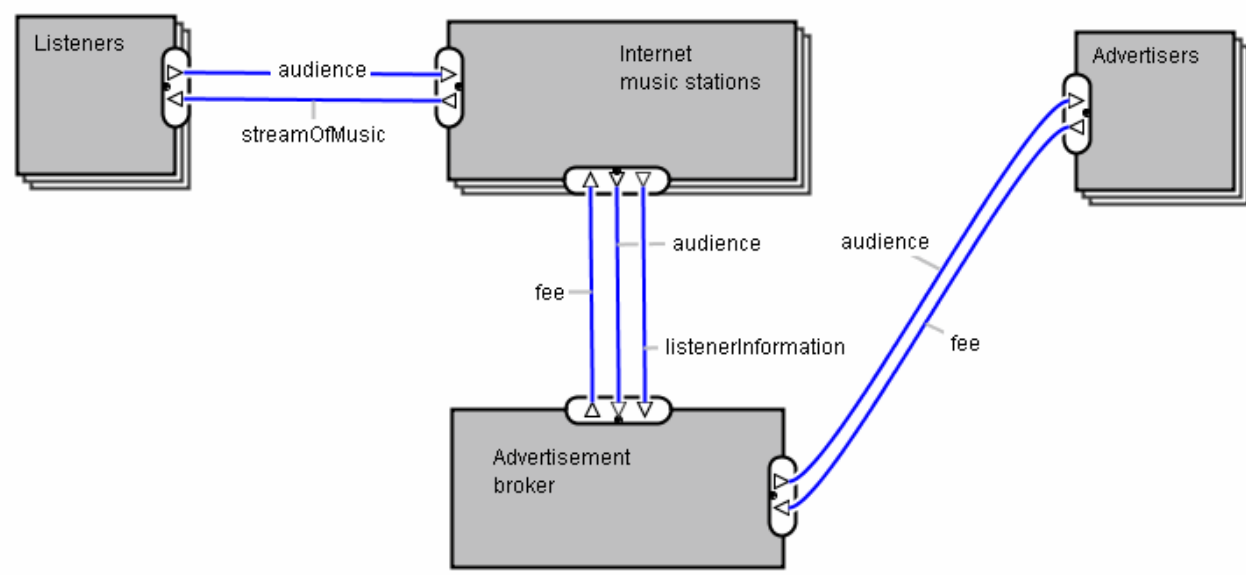 Listeners
audience
streamOfMusic
Internet
music stations
Advertisers
audience
fee
listenerInformation
audience
fee
Advertisement
broker